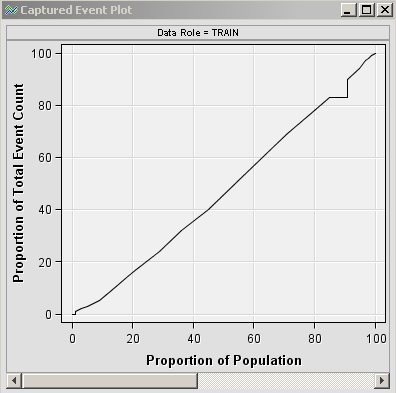 Captured Event Plot
Data Role = TRAIN
Proportion of Total Event Count
100
80
60
40
20
0
0 20 40 60 80 100
Proportion of Population